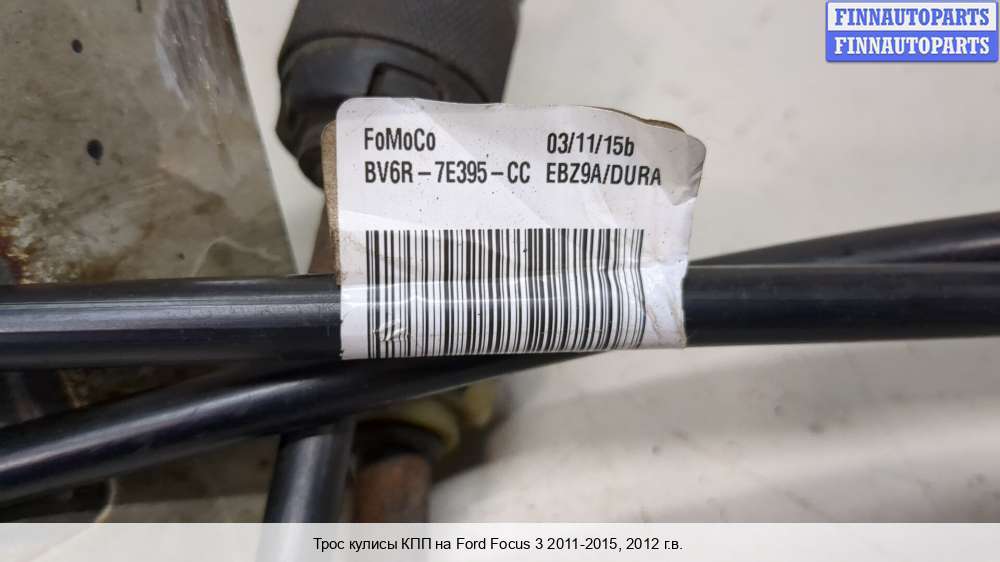 FINNAUTOPARTS
FINNAUTOPARTS
FoMoCo 03/11/15b
BV6R-7E395-CC EBZ9A/DURA
Трос кулисы КПП на Ford Focus 3 2011-2015, 2012 г.в.